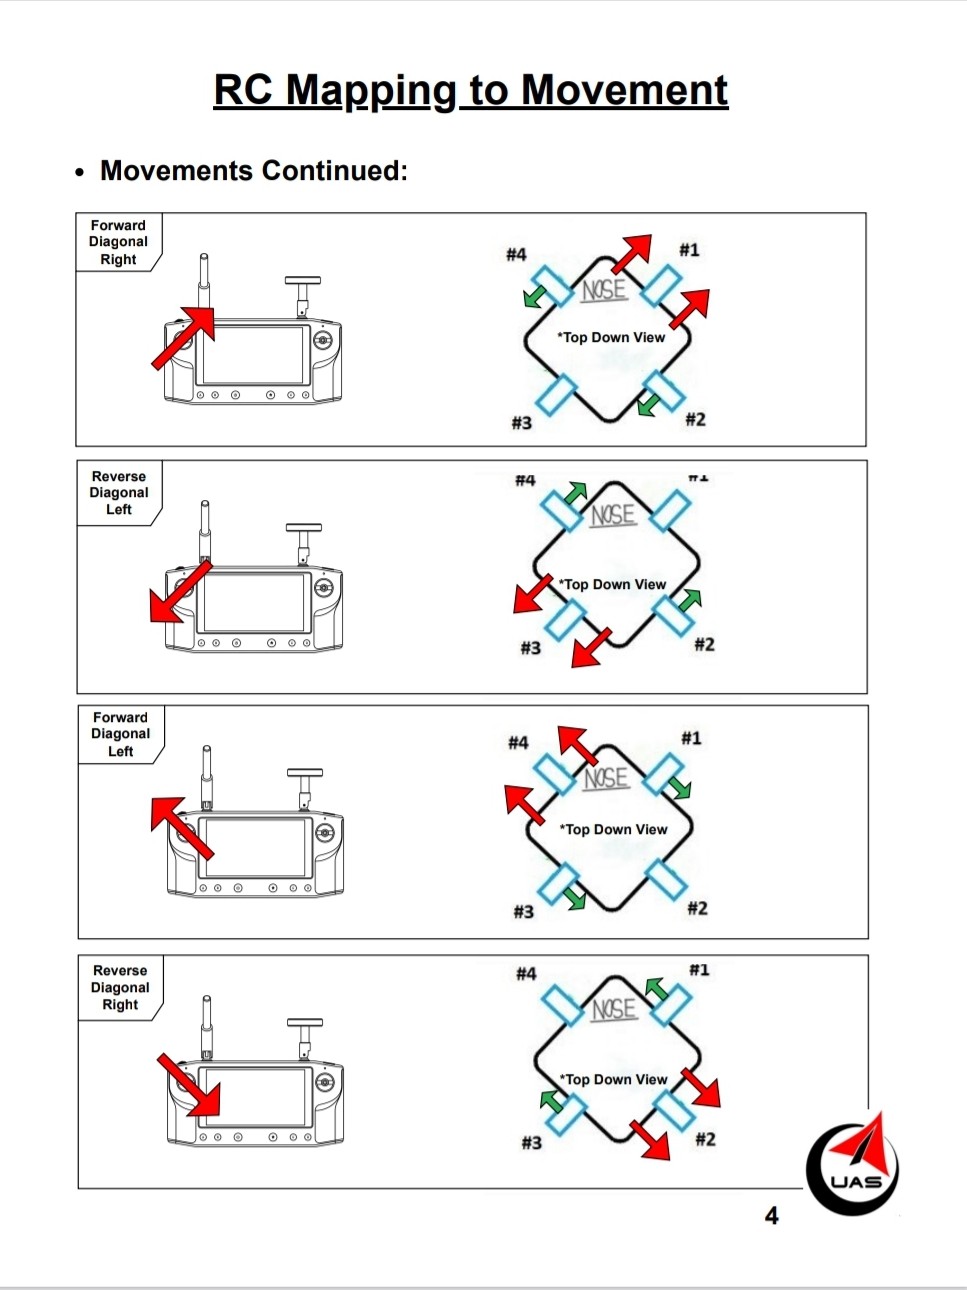 RC Mapping to Movement
• Movements Continued:
Forward
Diagonal
Right
#4
#1
NOSE
*Top Down View
#3
#2
Reverse
Diagonal
Left
#4
#1
NOSE
*Top Down View
#3
#2
Forward
Diagonal
Left
#4
#1
NOSE
*Top Down View
#3
#2
Reverse
Diagonal
Right
#4
#1
NOSE
*Top Down View
#3
#2
UAS
4